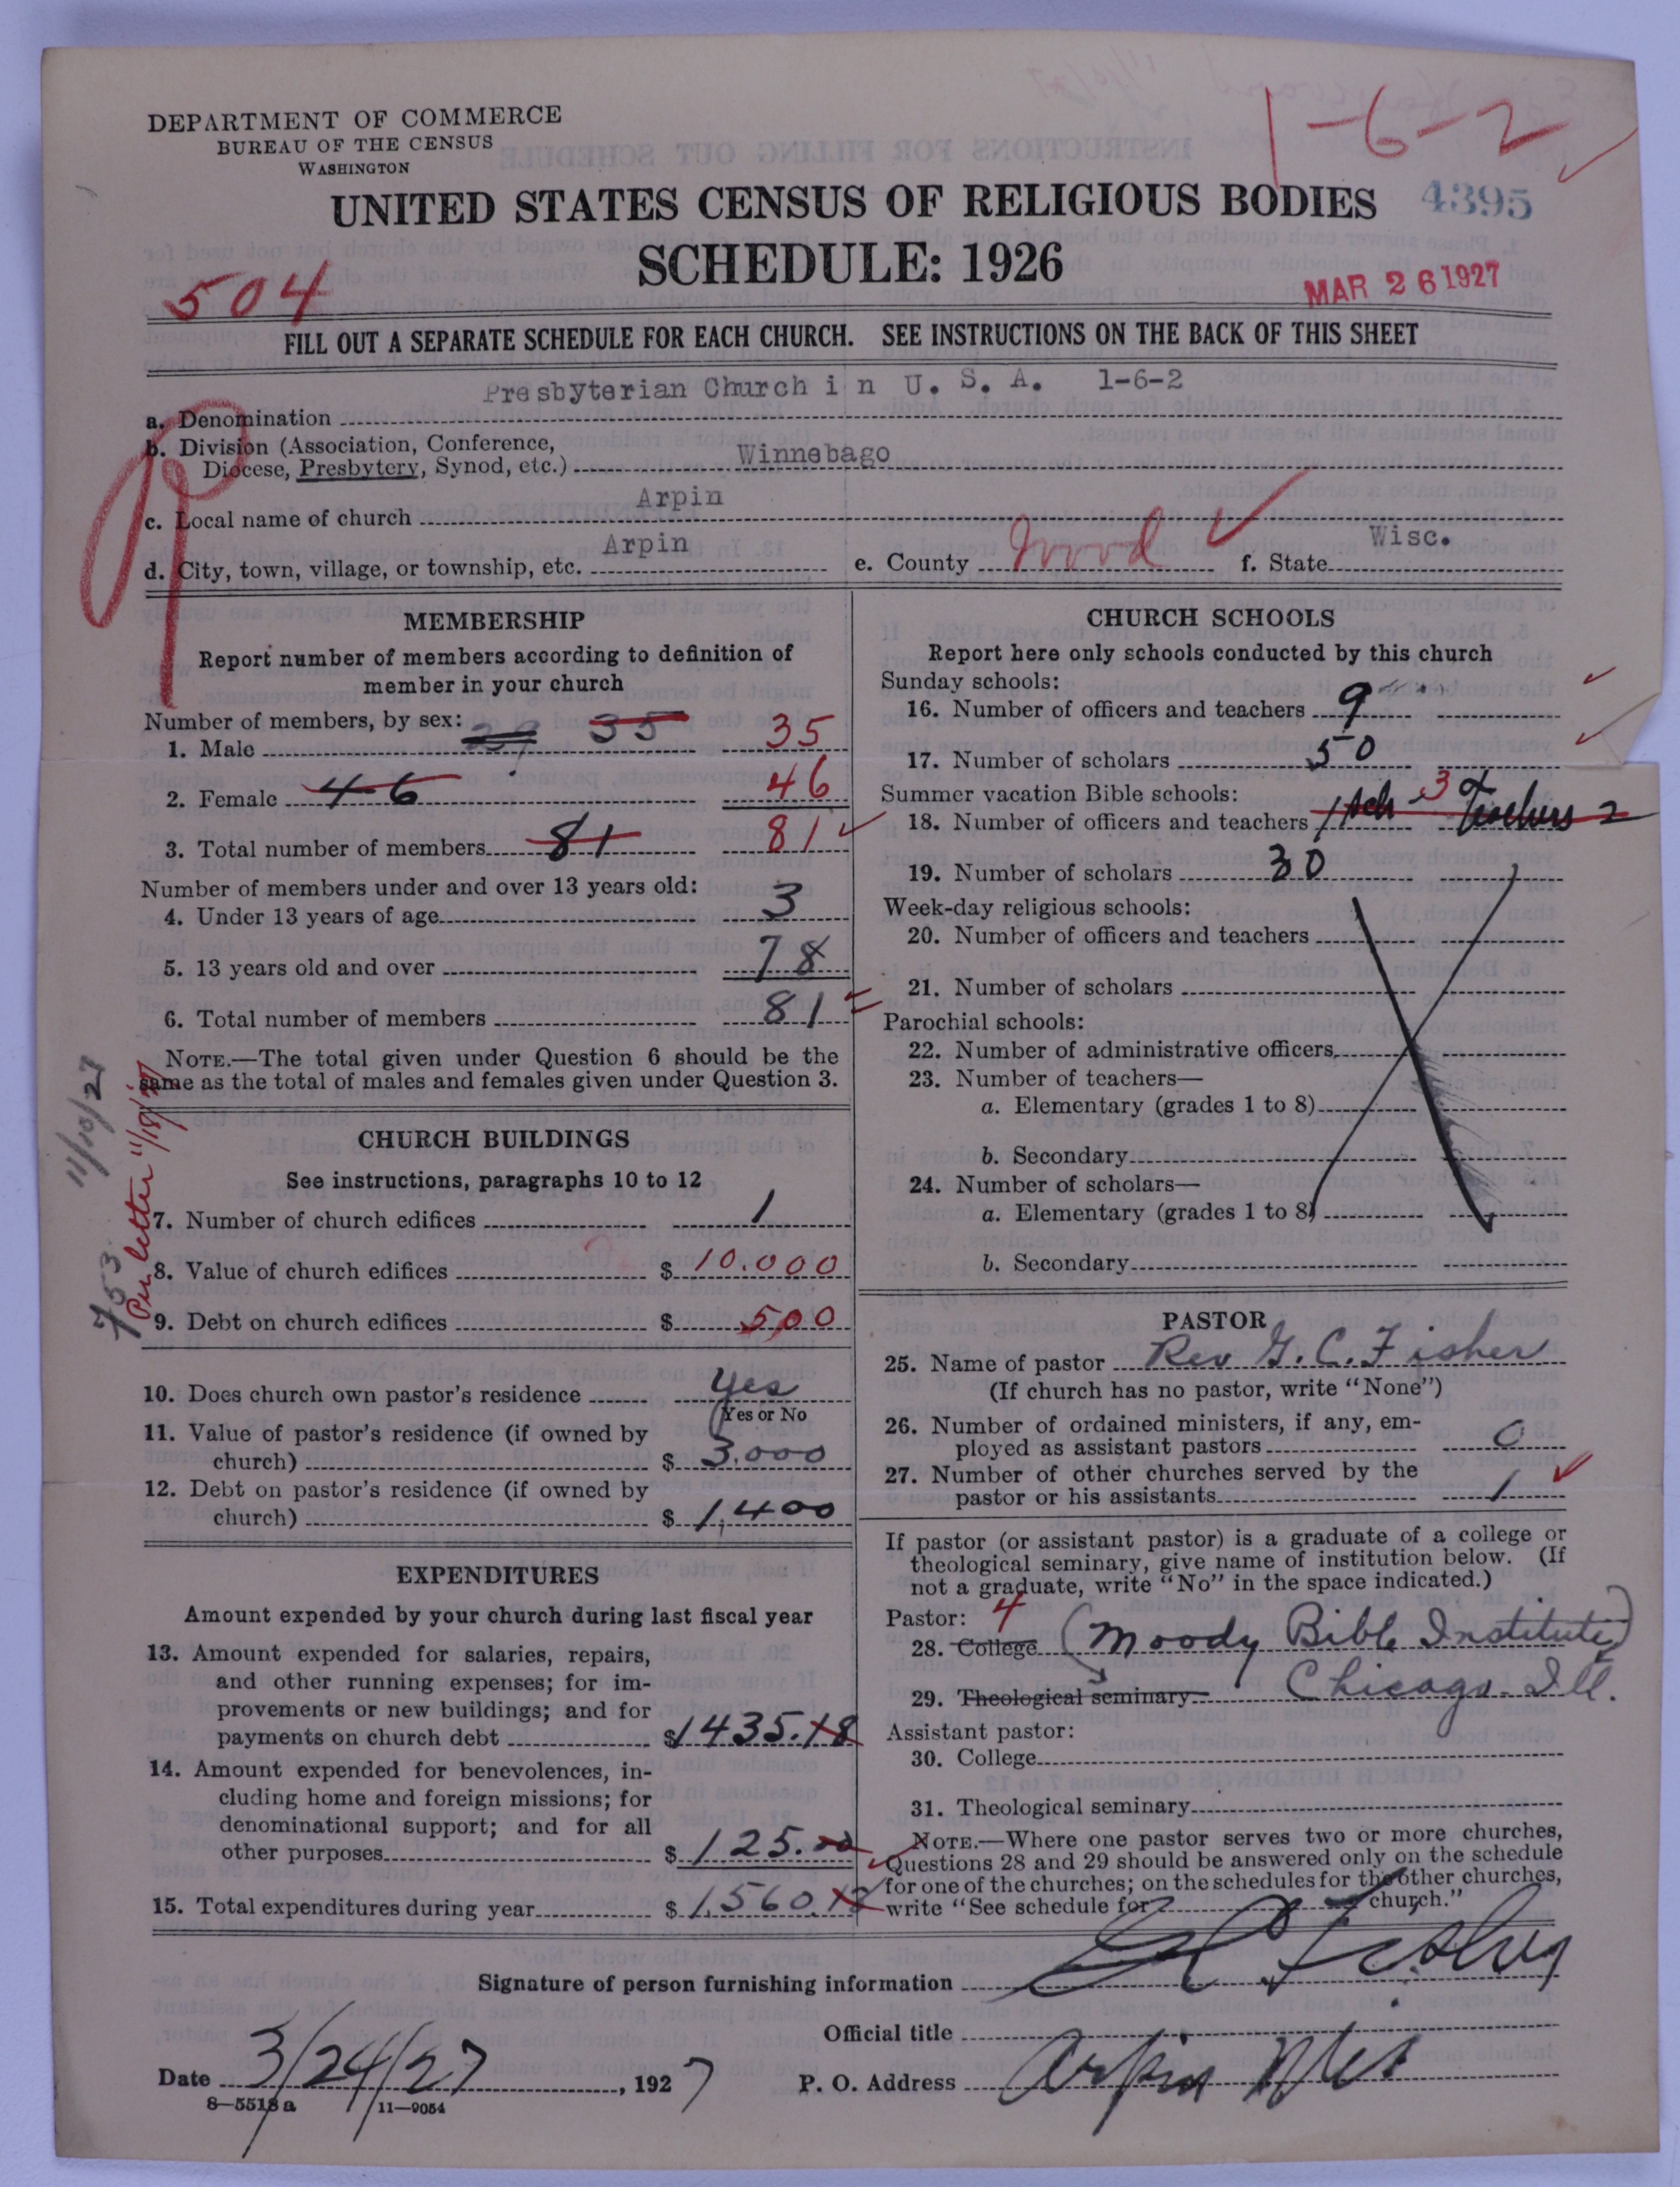 DEPARTMENT OF COMMERCE
BUREAU OF THE CENSUS
WASHINGTON
1-6-2
UNITED STATES CENSUS OF RELIGIOUS BODIES
4395
SCHEDULE: 1926
504
MAR 26 1927
FILL OUT A SEPARATE SCHEDULE FOR EACH CHURCH. SEE INSTRUCTIONS ON THE BACK OF THIS SHEET
a. Denomination Presbyterian Church in U. S. A. 1-6-2
b. Division (Association, Conference,
Diocese, Presbytery, Synod, etc.) Winnebago
c. Local name of church Arpin
d. City, town, village, or township, etc. Arpin e. County Wood f. State Wisc.
MEMBERSHIP
Report number of members according to definition of
member in your church
Number of members, by sex:
1. Male 35 35
2. Female 46 46
3. Total number of members 81 81
Number of members under and over 13 years old:
4. Under 13 years of age 3
5. 13 years old and over 78
6. Total number of members 81
NOTE.—The total given under Question 6 should be the
same as the total of males and females given under Question 3.
11/10/27
Per letter 11/18/27
753
CHURCH BUILDINGS
See instructions, paragraphs 10 to 12
7. Number of church edifices 1
8. Value of church edifices $ 10.000
9. Debt on church edifices $ 500
10. Does church own pastor's residence Yes
Yes or No
11. Value of pastor's residence (if owned by
church) $ 3.000
12. Debt on pastor's residence (if owned by
church) $ 1,400
EXPENDITURES
Amount expended by your church during last fiscal year
13. Amount expended for salaries, repairs,
and other running expenses; for im-
provements or new buildings; and for
payments on church debt $1435.18
14. Amount expended for benevolences, in-
cluding home and foreign missions; for
denominational support; and for all
other purposes $ 125.00
15. Total expenditures during year $ 1,560.18
CHURCH SCHOOLS
Report here only schools conducted by this church
Sunday schools:
16. Number of officers and teachers 9
17. Number of scholars 50
Summer vacation Bible schools:
18. Number of officers and teachers 3 Teachers 2
19. Number of scholars 30
Week-day religious schools:
20. Number of officers and teachers
21. Number of scholars
Parochial schools:
22. Number of administrative officers
23. Number of teachers—
a. Elementary (grades 1 to 8)
b. Secondary
24. Number of scholars—
a. Elementary (grades 1 to 8)
b. Secondary
PASTOR
25. Name of pastor Rev G. C. Fisher
(If church has no pastor, write "None")
26. Number of ordained ministers, if any, em-
ployed as assistant pastors 0
27. Number of other churches served by the
pastor or his assistants 1
If pastor (or assistant pastor) is a graduate of a college or
theological seminary, give name of institution below. (If
not a graduate, write "No" in the space indicated.)
Pastor: 4
28. College (Moody Bible Institute)
29. Theological seminary Chicago Ill.
Assistant pastor:
30. College
31. Theological seminary
NOTE.—Where one pastor serves two or more churches,
Questions 28 and 29 should be answered only on the schedule
for one of the churches; on the schedules for the other churches,
write "See schedule for church."
Signature of person furnishing information G C Fisher
Official title
Date 3/24/27, 1927 P. O. Address Arpin Wis
8—5518a 11—9054